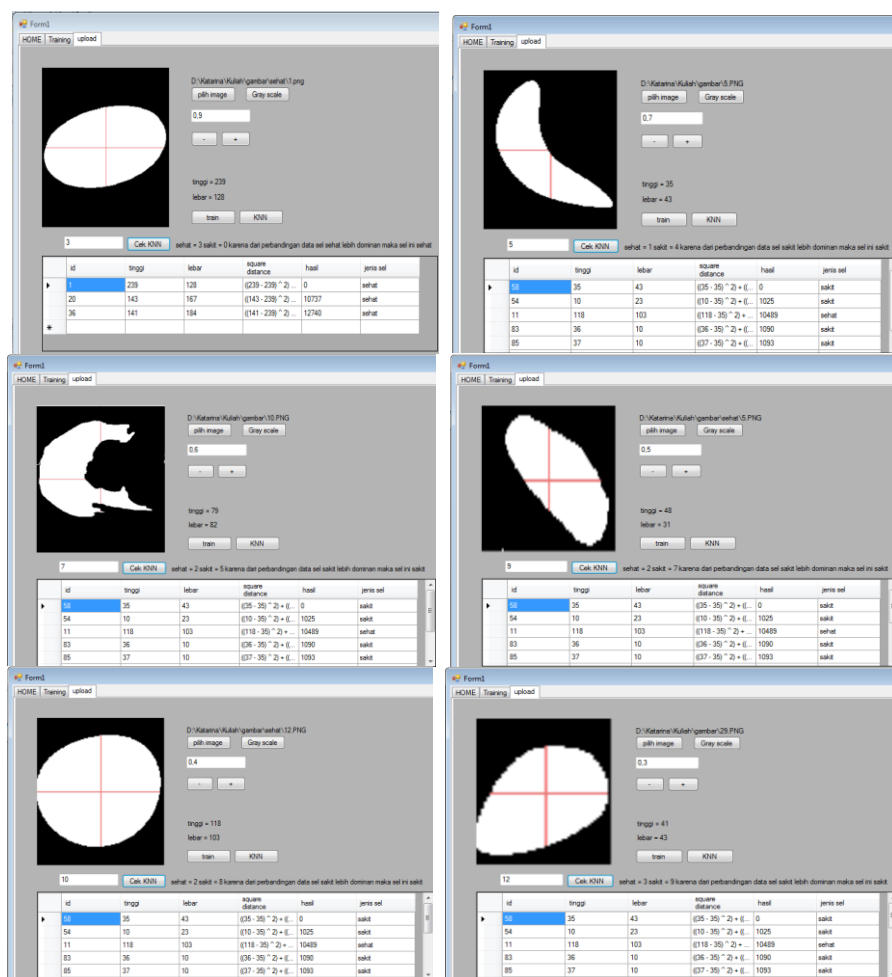 Form1
HOME Training upload
D:\Katarina\Kuliah\gambar\sehat\1.png
pilih image Gray scale
0,9
- +
tinggi = 239
lebar = 128
train KNN
3 Cek KNN sehat = 3 sakit = 0 karena dari perbandingan data sel sehat lebih dominan maka sel ini sehat
id tinggi lebar square distance hasil jenis sel
1 239 128 ((239 - 239) ^ 2) ... 0 sehat
20 143 167 ((143 - 239) ^ 2) ... 10737 sehat
36 141 184 ((141 - 239) ^ 2) ... 12740 sehat
Form1
HOME Training upload
D:\Katarina\Kuliah\gambar\5.PNG
pilih image Gray scale
0,7
- +
tinggi = 35
lebar = 43
train KNN
5 Cek KNN sehat = 1 sakit = 4 karena dari perbandingan data sel sakit lebih dominan maka sel ini sakit
id tinggi lebar square distance hasil jenis sel
58 35 43 ((35 - 35) ^ 2) + ((... 0 sakit
54 10 23 ((10 - 35) ^ 2) + ((... 1025 sakit
11 118 103 ((118 - 35) ^ 2) + ... 10489 sehat
83 36 10 ((36 - 35) ^ 2) + ((... 1090 sakit
85 37 10 ((37 - 35) ^ 2) + ((... 1093 sakit
Form1
HOME Training upload
D:\Katarina\Kuliah\gambar\10.PNG
pilih image Gray scale
0,6
- +
tinggi = 79
lebar = 82
train KNN
7 Cek KNN sehat = 2 sakit = 5 karena dari perbandingan data sel sakit lebih dominan maka sel ini sakit
id tinggi lebar square distance hasil jenis sel
58 35 43 ((35 - 35) ^ 2) + ((... 0 sakit
54 10 23 ((10 - 35) ^ 2) + ((... 1025 sakit
11 118 103 ((118 - 35) ^ 2) + ... 10489 sehat
83 36 10 ((36 - 35) ^ 2) + ((... 1090 sakit
85 37 10 ((37 - 35) ^ 2) + ((... 1093 sakit
Form1
HOME Training upload
D:\Katarina\Kuliah\gambar\sehat\5.PNG
pilih image Gray scale
0,5
- +
tinggi = 48
lebar = 31
train KNN
9 Cek KNN sehat = 2 sakit = 7 karena dari perbandingan data sel sakit lebih dominan maka sel ini sakit
id tinggi lebar square distance hasil jenis sel
58 35 43 ((35 - 35) ^ 2) + ((... 0 sakit
54 10 23 ((10 - 35) ^ 2) + ((... 1025 sakit
11 118 103 ((118 - 35) ^ 2) + ... 10489 sehat
83 36 10 ((36 - 35) ^ 2) + ((... 1090 sakit
85 37 10 ((37 - 35) ^ 2) + ((... 1093 sakit
Form1
HOME Training upload
D:\Katarina\Kuliah\gambar\sehat\12.PNG
pilih image Gray scale
0,4
- +
tinggi = 118
lebar = 103
train KNN
10 Cek KNN sehat = 2 sakit = 8 karena dari perbandingan data sel sakit lebih dominan maka sel ini sakit
id tinggi lebar square distance hasil jenis sel
58 35 43 ((35 - 35) ^ 2) + ((... 0 sakit
54 10 23 ((10 - 35) ^ 2) + ((... 1025 sakit
11 118 103 ((118 - 35) ^ 2) + ... 10489 sehat
83 36 10 ((36 - 35) ^ 2) + ((... 1090 sakit
85 37 10 ((37 - 35) ^ 2) + ((... 1093 sakit
Form1
HOME Training upload
D:\Katarina\Kuliah\gambar\29.PNG
pilih image Gray scale
0,3
- +
tinggi = 41
lebar = 43
train KNN
12 Cek KNN sehat = 3 sakit = 9 karena dari perbandingan data sel sakit lebih dominan maka sel ini sakit
id tinggi lebar square distance hasil jenis sel
58 35 43 ((35 - 35) ^ 2) + ((... 0 sakit
54 10 23 ((10 - 35) ^ 2) + ((... 1025 sakit
11 118 103 ((118 - 35) ^ 2) + ... 10489 sehat
83 36 10 ((36 - 35) ^ 2) + ((... 1090 sakit
85 37 10 ((37 - 35) ^ 2) + ((... 1093 sakit